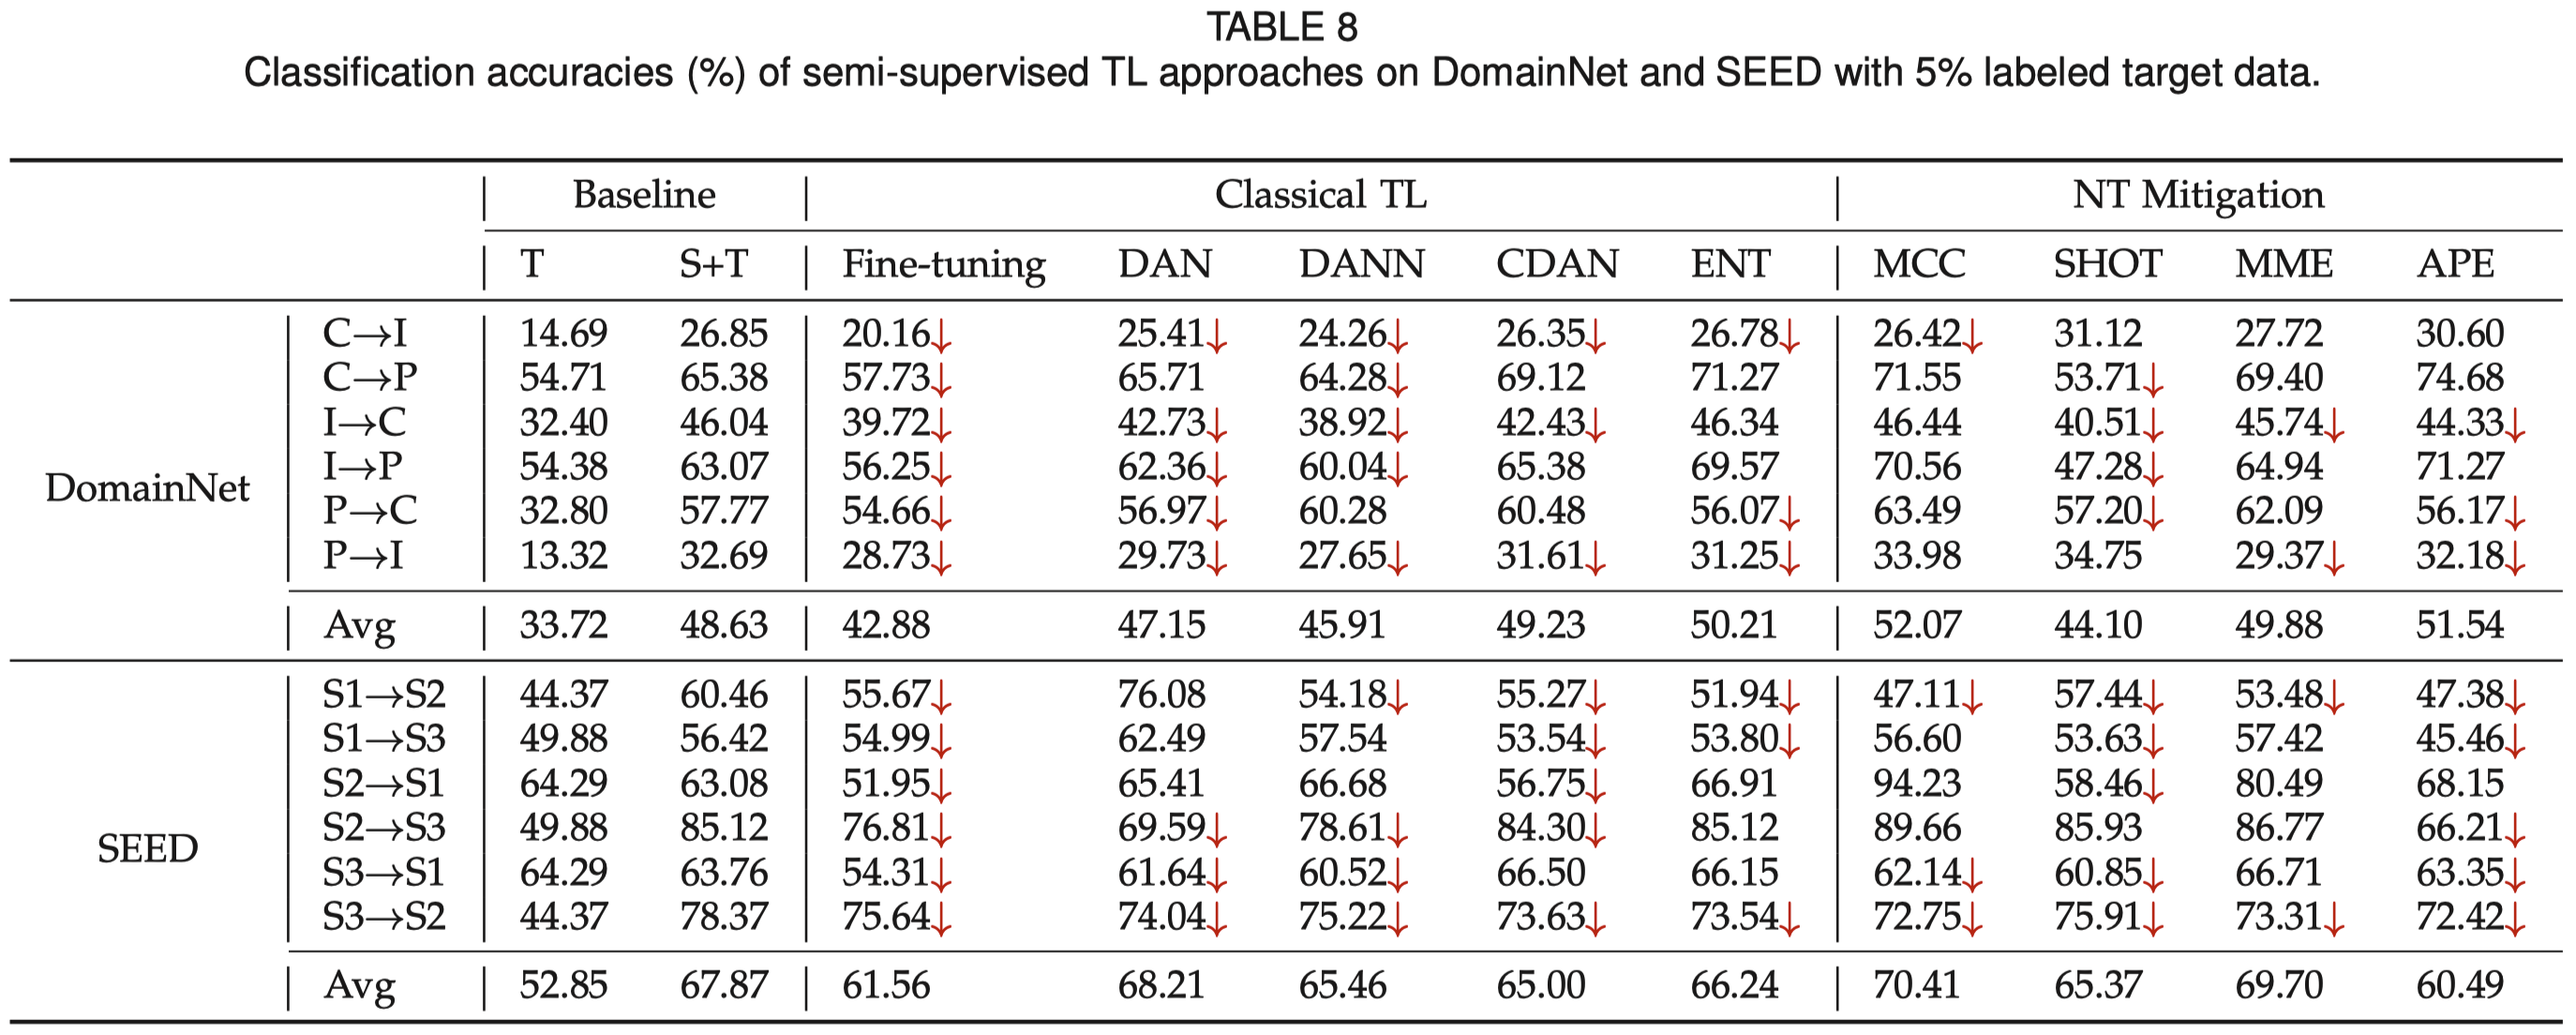 TABLE 8
Classification accuracies (%) of semi-supervised TL approaches on DomainNet and SEED with 5% labeled target data.
Baseline Classical TL NT Mitigation
T S+T Fine-tuning DAN DANN CDAN ENT MCC SHOT MME APE
C→I 14.69 26.85 20.16↓ 25.41↓ 24.26↓ 26.35↓ 26.78↓ 26.42↓ 31.12 27.72 30.60
C→P 54.71 65.38 57.73↓ 65.71 64.28↓ 69.12 71.27 71.55 53.71↓ 69.40 74.68
I→C 32.40 46.04 39.72↓ 42.73↓ 38.92↓ 42.43↓ 46.34 46.44 40.51↓ 45.74↓ 44.33↓
I→P 54.38 63.07 56.25↓ 62.36↓ 60.04↓ 65.38 69.57 70.56 47.28↓ 64.94 71.27
DomainNet
P→C 32.80 57.77 54.66↓ 56.97↓ 60.28 60.48 56.07↓ 63.49 57.20↓ 62.09 56.17↓
P→I 13.32 32.69 28.73↓ 29.73↓ 27.65↓ 31.61↓ 31.25↓ 33.98 34.75 29.37↓ 32.18↓
Avg 33.72 48.63 42.88 47.15 45.91 49.23 50.21 52.07 44.10 49.88 51.54
S1→S2 44.37 60.46 55.67↓ 76.08 54.18↓ 55.27↓ 51.94↓ 47.11↓ 57.44↓ 53.48↓ 47.38↓
S1→S3 49.88 56.42 54.99↓ 62.49 57.54 53.54↓ 53.80↓ 56.60 53.63↓ 57.42 45.46↓
S2→S1 64.29 63.08 51.95↓ 65.41 66.68 56.75↓ 66.91 94.23 58.46↓ 80.49 68.15
S2→S3 49.88 85.12 76.81↓ 69.59↓ 78.61↓ 84.30↓ 85.12 89.66 85.93 86.77 66.21↓
SEED
S3→S1 64.29 63.76 54.31↓ 61.64↓ 60.52↓ 66.50 66.15 62.14↓ 60.85↓ 66.71 63.35↓
S3→S2 44.37 78.37 75.64↓ 74.04↓ 75.22↓ 73.63↓ 73.54↓ 72.75↓ 75.91↓ 73.31↓ 72.42↓
Avg 52.85 67.87 61.56 68.21 65.46 65.00 66.24 70.41 65.37 69.70 60.49